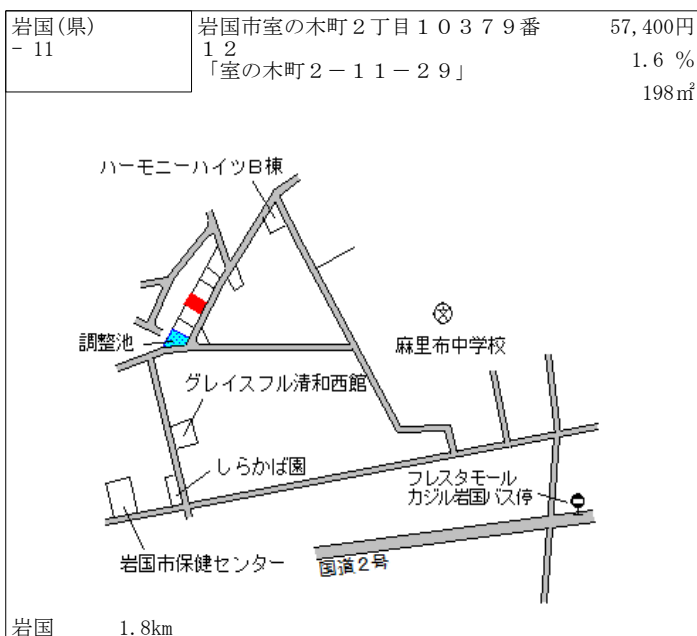 岩国(県)
- 11
岩国市室の木町２丁目１０３７９番
１２
「室の木町２－１１－２９」
57,400円
1.6 %
198㎡
ハーモニーハイツＢ棟
調整池
麻里布中学校
グレイスフル清和西館
しらかば園
フレスタモール
カジル岩国バス停
岩国市保健センター
国道２号
岩国 1.8km